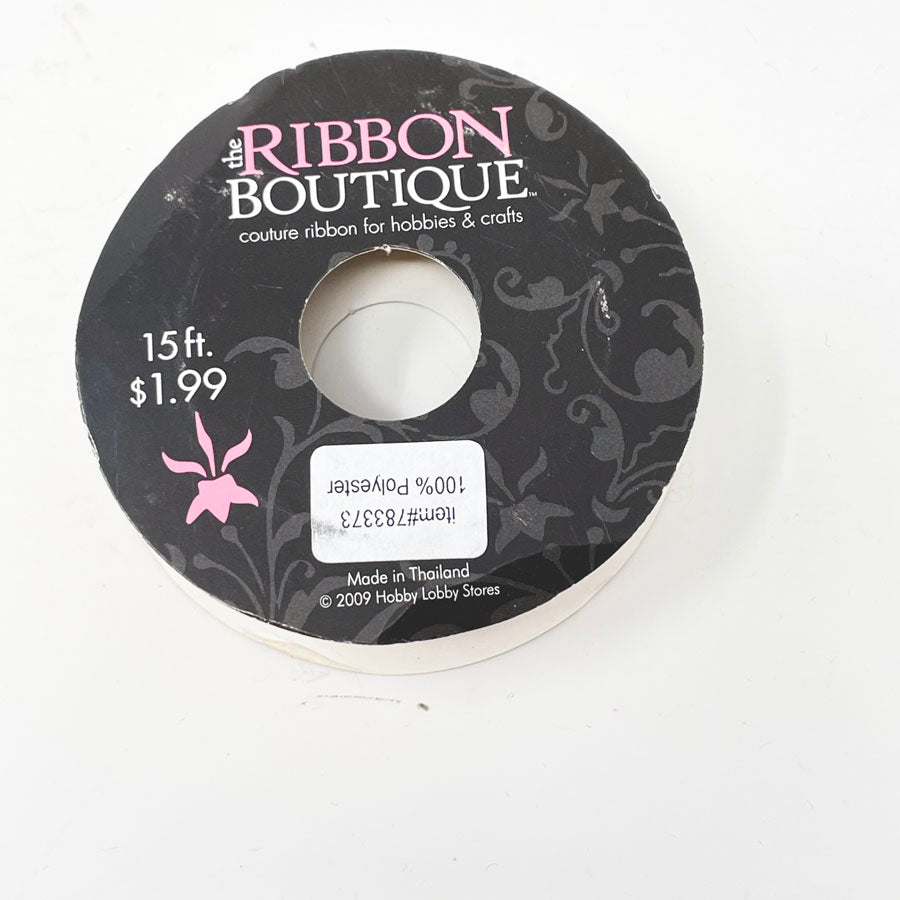 the RIBBON
BOUTIQUE™
couture ribbon for hobbies & crafts
15 ft.
$1.99
item#783373
100% Polyester
Made in Thailand
© 2009 Hobby Lobby Stores